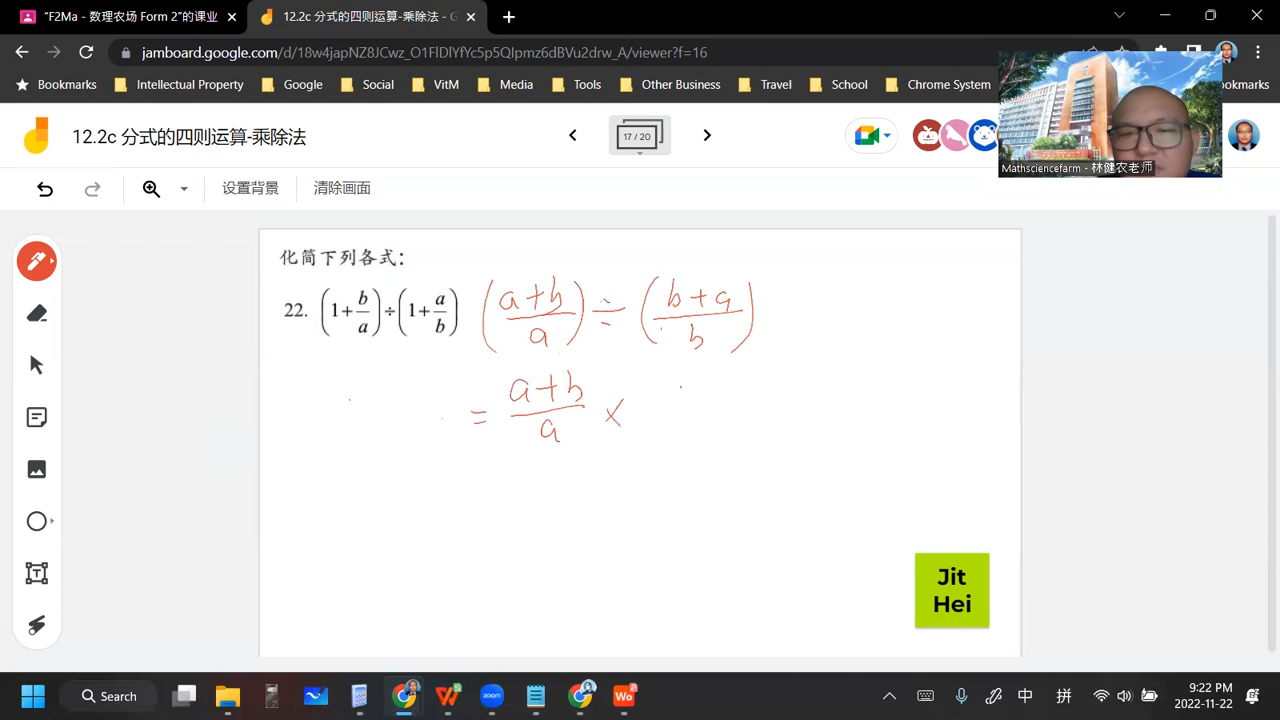 "F2Ma - 数理农场 Form 2"的课业
12.2c 分式的四则运算-乘除法 - G
jamboard.google.com/d/18w4japNZ8JCwz_O1FlDlYfYc5p5QIpmz6dBVu2drw_A/viewer?f=16
Bookmarks Intellectual Property Google Social VitM Media Tools Other Business Travel School Chrome System
12.2c 分式的四则运算-乘除法
17 / 20
Mathsciencefarm - 林健农老师
设置背景 清除画面
化简下列各式:
22. (1+b/a)÷(1+a/b) ((a+b)/a) ÷ ((b+a)/b)
= (a+b)/a ×
Jit
Hei
Search
Wo
中 拼
9:22 PM
2022-11-22